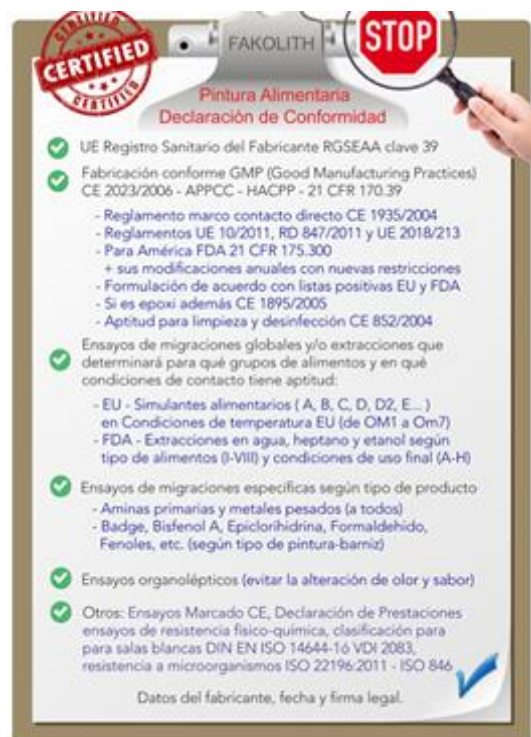 CERTIFIED
CERTIFIED
CERTIFIED
FAKOLITH
STOP
Pintura Alimentaria
Declaración de Conformidad
UE Registro Sanitario del Fabricante RGSEAA clave 39
Fabricación conforme GMP (Good Manufacturing Practices)
CE 2023/2006 - APPCC - HACPP - 21 CFR 170.39
- Reglamento marco contacto directo CE 1935/2004
- Reglamentos UE 10/2011, RD 847/2011 y UE 2018/213
- Para América FDA 21 CFR 175.300
+ sus modificaciones anuales con nuevas restricciones
- Formulación de acuerdo con listas positivas EU y FDA
- Si es epoxi además CE 1895/2005
- Aptitud para limpieza y desinfección CE 852/2004
Ensayos de migraciones globales y/o extracciones que
determinará para qué grupos de alimentos y en qué
condiciones de contacto tiene aptitud:
- EU - Simulantes alimentarios ( A, B, C, D, D2, E... )
en Condiciones de temperatura EU (de OM1 a Om7)
- FDA - Extracciones en agua, heptano y etanol según
tipo de alimentos (I-VIII) y condiciones de uso final (A-H)
Ensayos de migraciones específicas según tipo de producto
- Aminas primarias y metales pesados (a todos)
- Badge, Bisfenol A, Epiclorihidrina, Formaldehido,
Fenoles, etc. (según tipo de pintura-barniz)
Ensayos organolépticos (evitar la alteración de olor y sabor)
Otros: Ensayos Marcado CE, Declaración de Prestaciones
ensayos de resistencia físico-química, clasificación para
para salas blancas DIN EN ISO 14644-16 VDI 2083,
resistencia a microorganismos ISO 22196:2011 - ISO 846
Datos del fabricante, fecha y firma legal.